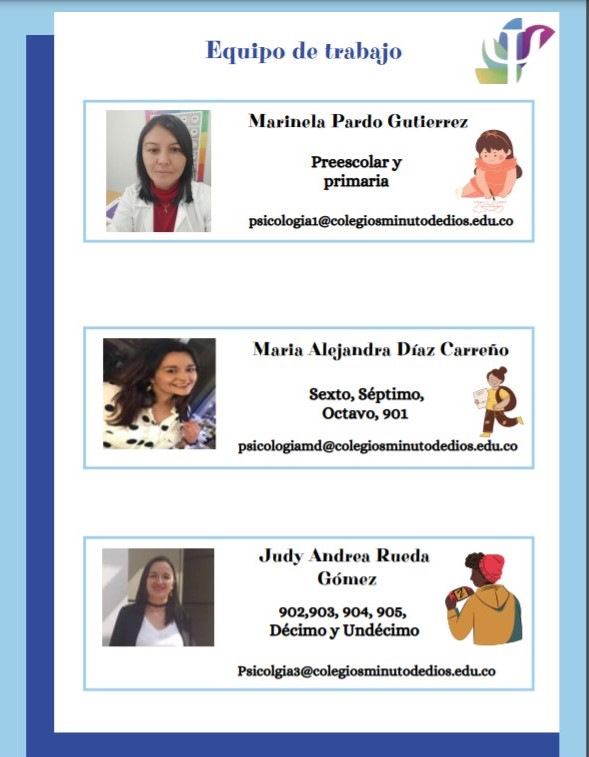 Equipo de trabajo
Marinela Pardo Gutierrez
Preescolar y
primaria
psicologia1@colegiosminutodedios.edu.co
Maria Alejandra Díaz Carreño
Sexto, Séptimo,
Octavo, 901
psicologiamd@colegiosminutodedios.edu.co
Judy Andrea Rueda
Gómez
902,903, 904, 905,
Décimo y Undécimo
Psicolgia3@colegiosminutodedios.edu.co